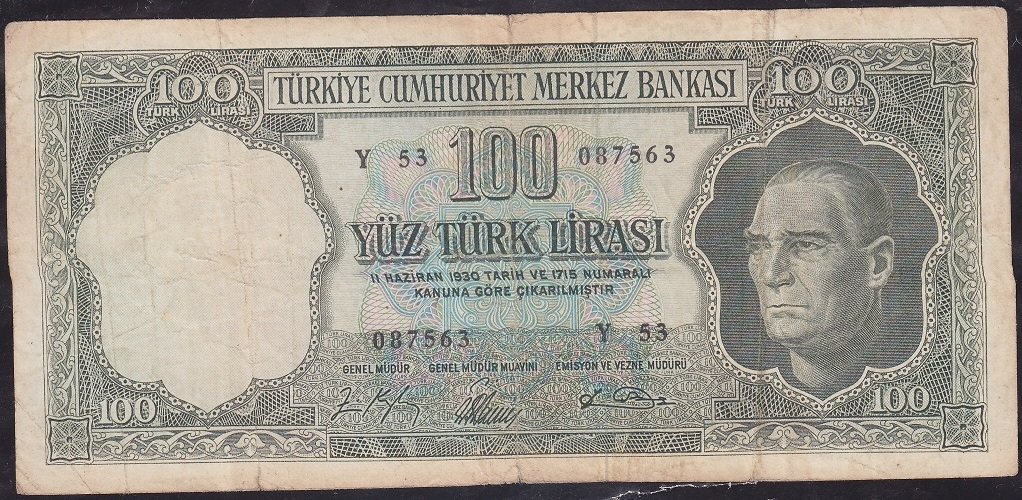 100
TÜRK LİRASI
TÜRKİYE CUMHURİYET MERKEZ BANKASI
100
TÜRK LİRASI
Y 53
100
087563
YÜZ TÜRK LİRASI
11 HAZİRAN 1930 TARİH VE 1715 NUMARALI
KANUNA GÖRE ÇIKARILMIŞTIR
087563
Y 53
GENEL MÜDÜR
GENEL MÜDÜR MUAVİNİ
EMİSYON VE VEZNE MÜDÜRÜ
100
100